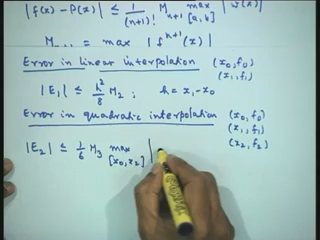 |f(x) - P(x)| ≤ 1/(n+1)! M_{n+1} max_{[a, b]} |w(x)|
M_{n+1} = max |f^{n+1}(x)|
Error in linear interpolation (x₀, f₀)
(x₁, f₁)
|E₁| ≤ h²/8 M₂ ; h = x₁ - x₀
Error in quadratic interpolation (x₀, f₀)
(x₁, f₁)
(x₂, f₂)
|E₂| ≤ 1/6 M₃ max_{[x₀, x₂]} |